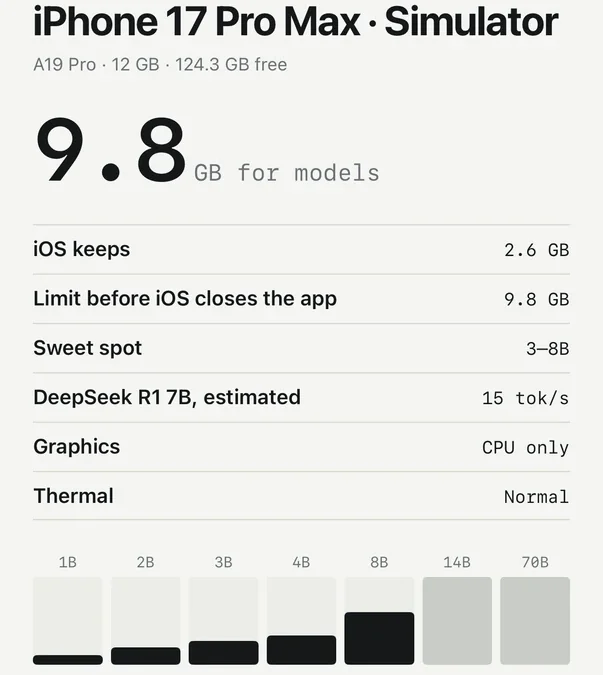 iPhone 17 Pro Max · Simulator
A19 Pro · 12 GB · 124.3 GB free
9.8 GB for models
iOS keeps 2.6 GB
Limit before iOS closes the app 9.8 GB
Sweet spot 3–8B
DeepSeek R1 7B, estimated 15 tok/s
Graphics CPU only
Thermal Normal
1B 2B 3B 4B 8B 14B 70B